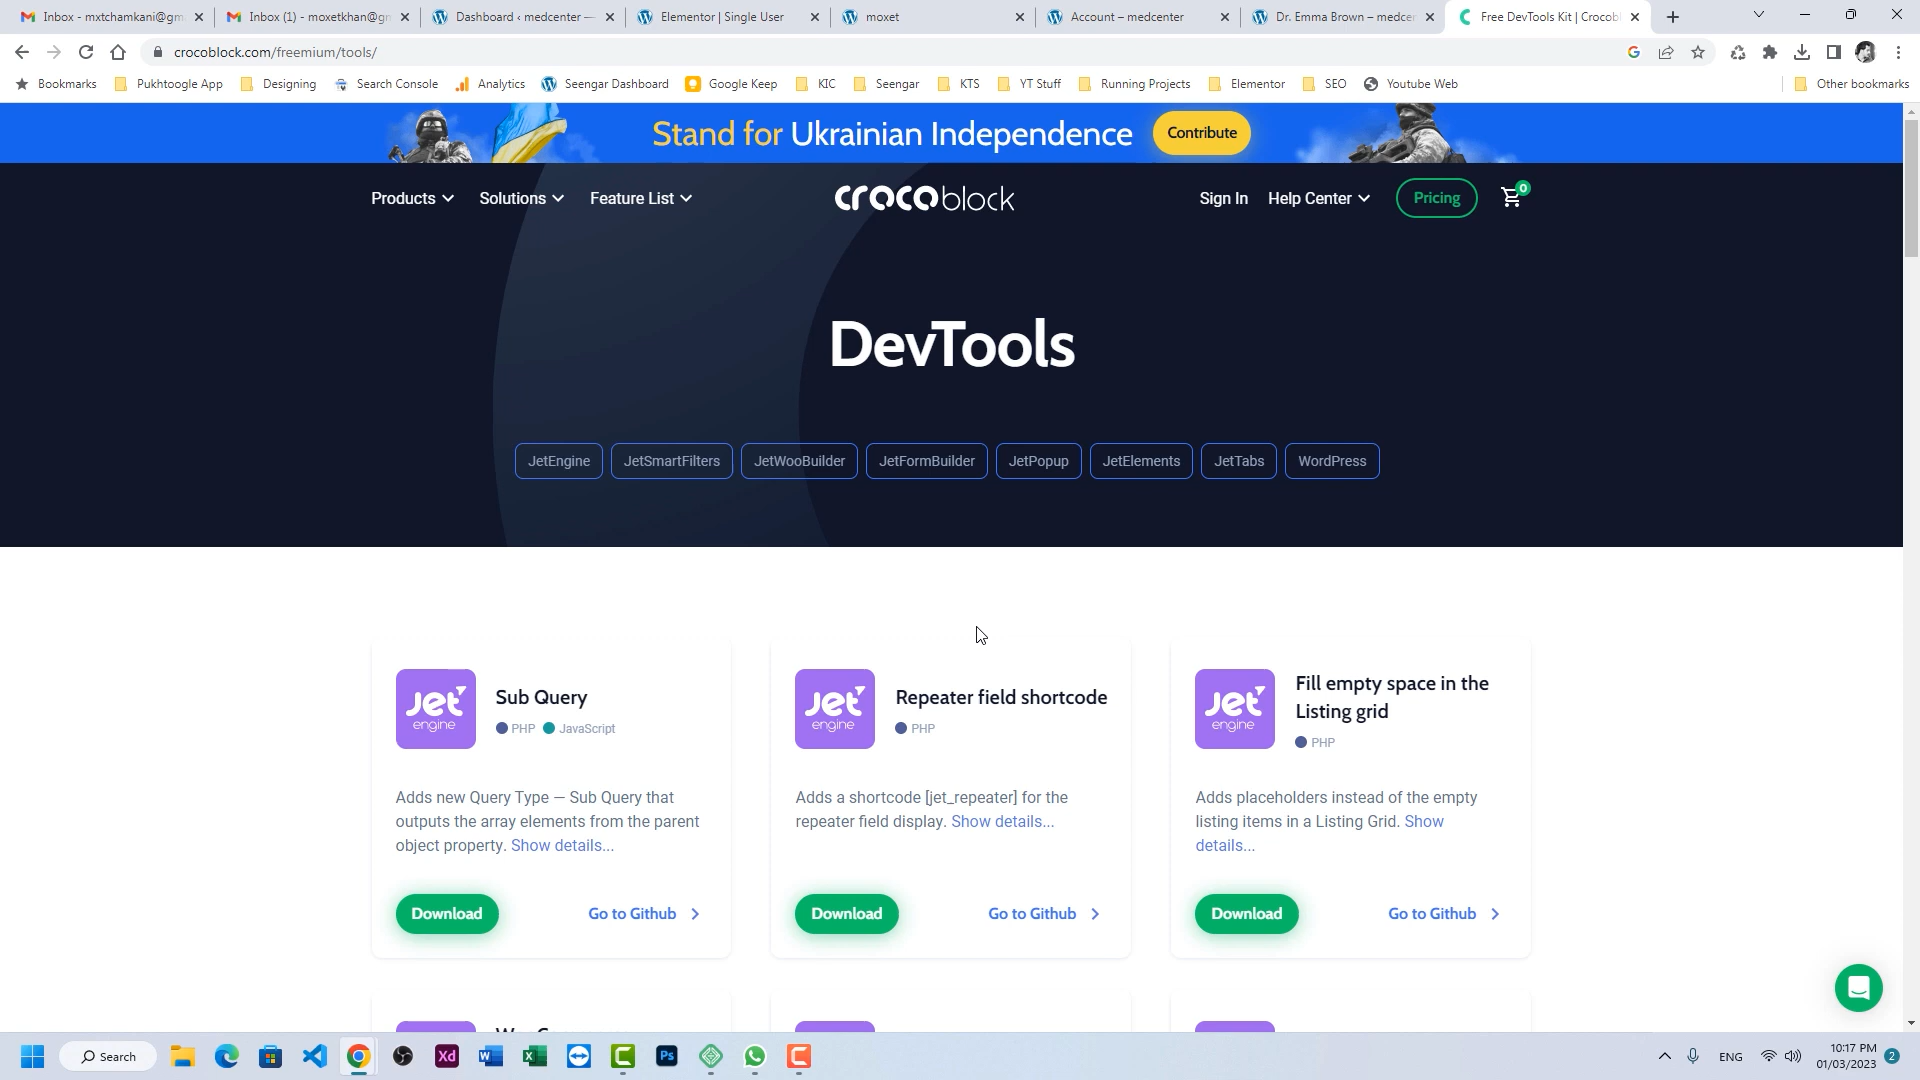 Inbox - mxtchamkani@gm
Inbox (1) - moxetkhan@gm
Dashboard ‹ medcenter —
Elementor | Single User
moxet
Account – medcenter
Dr. Emma Brown – medcen
Free DevTools Kit | Crocobl
crocoblock.com/freemium/tools/
Bookmarks
Pukhtoogle App
Designing
Search Console
Analytics
Seengar Dashboard
Google Keep
KIC
Seengar
KTS
YT Stuff
Running Projects
Elementor
SEO
Youtube Web
Other bookmarks
Stand for Ukrainian Independence
Contribute
Products
Solutions
Feature List
crocoblock
Sign In
Help Center
Pricing
0
DevTools
JetEngine
JetSmartFilters
JetWooBuilder
JetFormBuilder
JetPopup
JetElements
JetTabs
WordPress
Jet engine
Sub Query
PHP JavaScript
Adds new Query Type — Sub Query that
outputs the array elements from the parent
object property. Show details...
Download
Go to Github
Jet engine
Repeater field shortcode
PHP
Adds a shortcode [jet_repeater] for the
repeater field display. Show details...
Download
Go to Github
Jet engine
Fill empty space in the
Listing grid
PHP
Adds placeholders instead of the empty
listing items in a Listing Grid. Show
details...
Download
Go to Github
Search
Xd
Ps
ENG
10:17 PM
01/03/2023
2